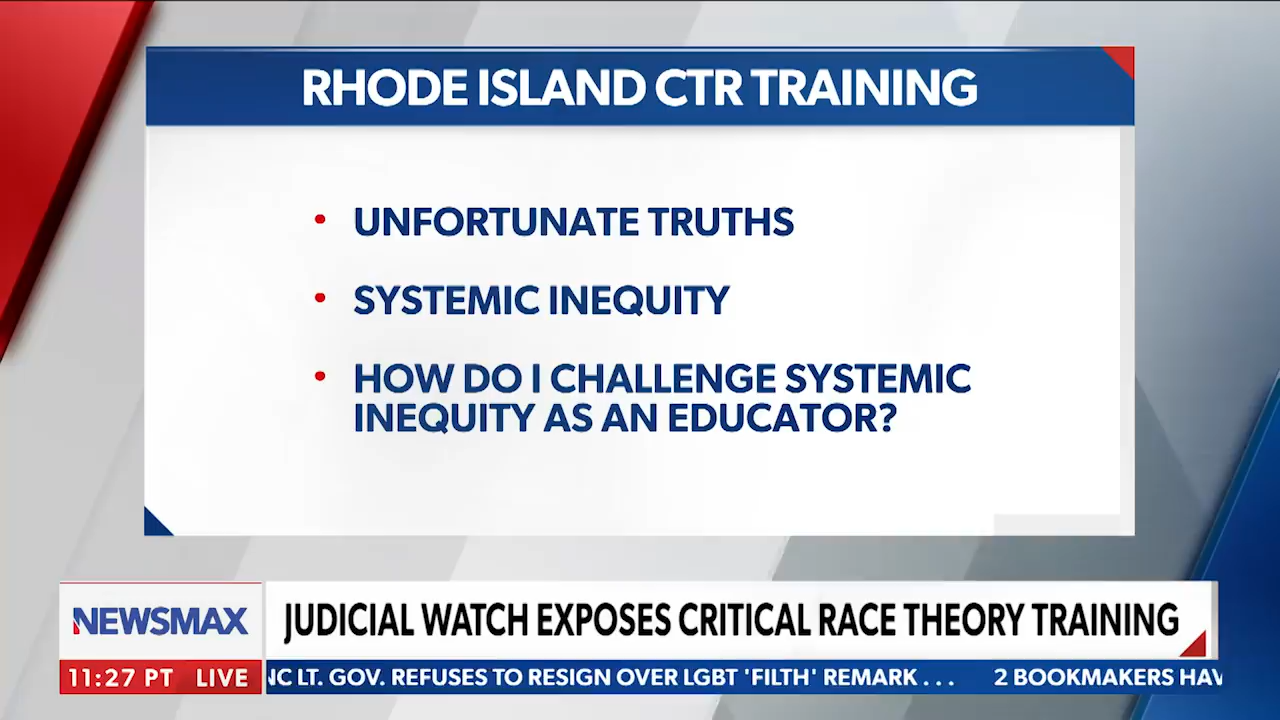 RHODE ISLAND CTR TRAINING
• UNFORTUNATE TRUTHS
• SYSTEMIC INEQUITY
• HOW DO I CHALLENGE SYSTEMIC
INEQUITY AS AN EDUCATOR?
NEWSMAX
JUDICIAL WATCH EXPOSES CRITICAL RACE THEORY TRAINING
11:27 PT LIVE
NC LT. GOV. REFUSES TO RESIGN OVER LGBT 'FILTH' REMARK . . . 2 BOOKMAKERS HAV